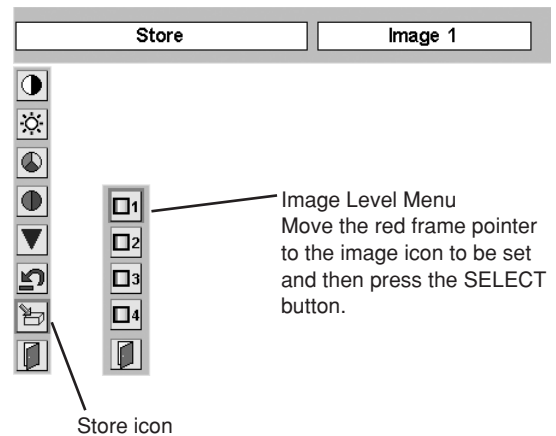 Store
Image 1
1
2
3
4
Image Level Menu
Move the red frame pointer
to the image icon to be set
and then press the SELECT
button.
Store icon